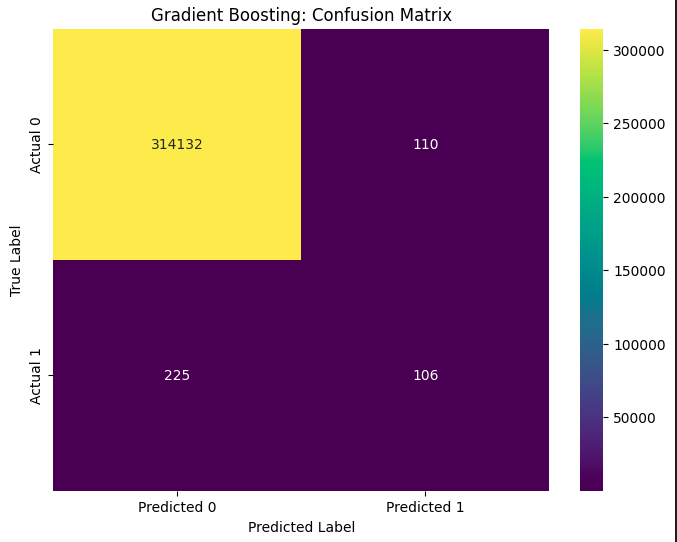 Gradient Boosting: Confusion Matrix
True Label
Actual 0
Actual 1
314132
110
225
106
Predicted 0
Predicted 1
Predicted Label
300000
250000
200000
150000
100000
50000